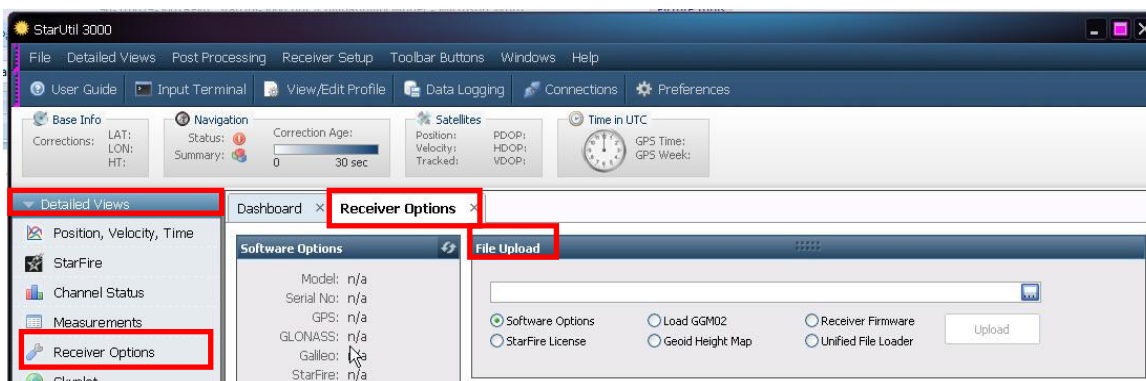 StarUtil 3000
File Detailed Views Post Processing Receiver Setup Toolbar Buttons Windows Help
User Guide Input Terminal View/Edit Profile Data Logging Connections Preferences
Base Info
Corrections: LAT:
LON:
HT:
Navigation
Status:
Summary:
Correction Age:
0 30 sec
Satellites
Position: PDOP:
Velocity: HDOP:
Tracked: VDOP:
Time in UTC
GPS Time:
GPS Week:
Detailed Views
Position, Velocity, Time
StarFire
Channel Status
Measurements
Receiver Options
Skyplot
Dashboard × Receiver Options ×
Software Options
Model: n/a
Serial No: n/a
GPS: n/a
GLONASS: n/a
Galileo: n/a
StarFire: n/a
File Upload
Software Options Load GGM02 Receiver Firmware
StarFire License Geoid Height Map Unified File Loader
Upload